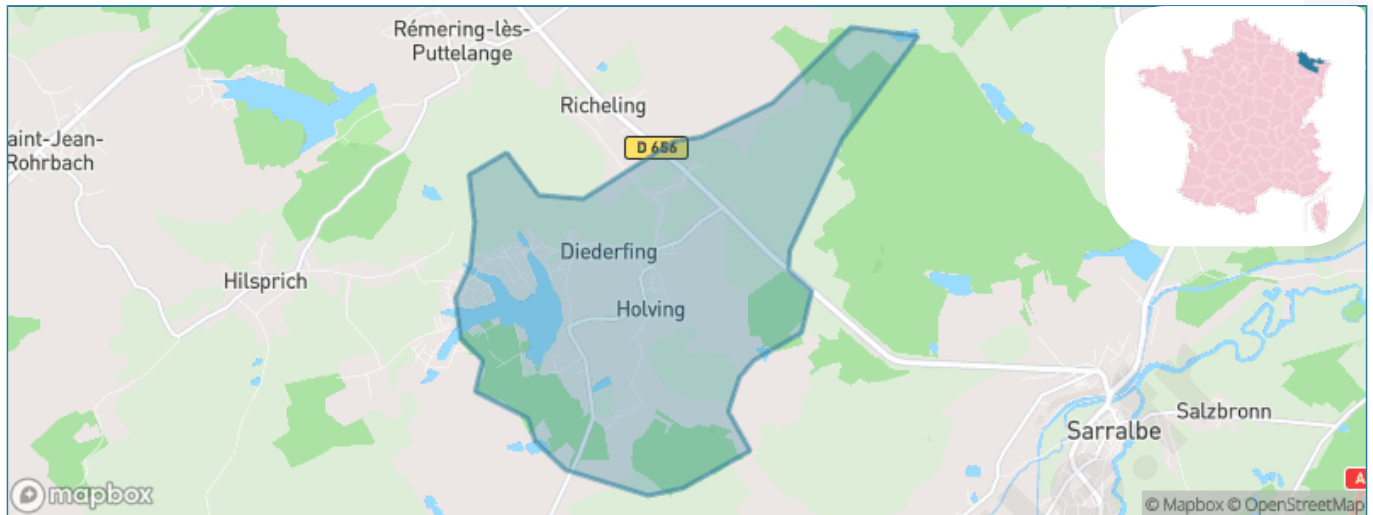 Rémering-lès-
Puttelange
Richeling
aint-Jean-
Rohrbach
D 656
Diederfing
Hilsprich
Holving
Salzbronn
Sarralbe
A
mapbox
© Mapbox © OpenStreetMap